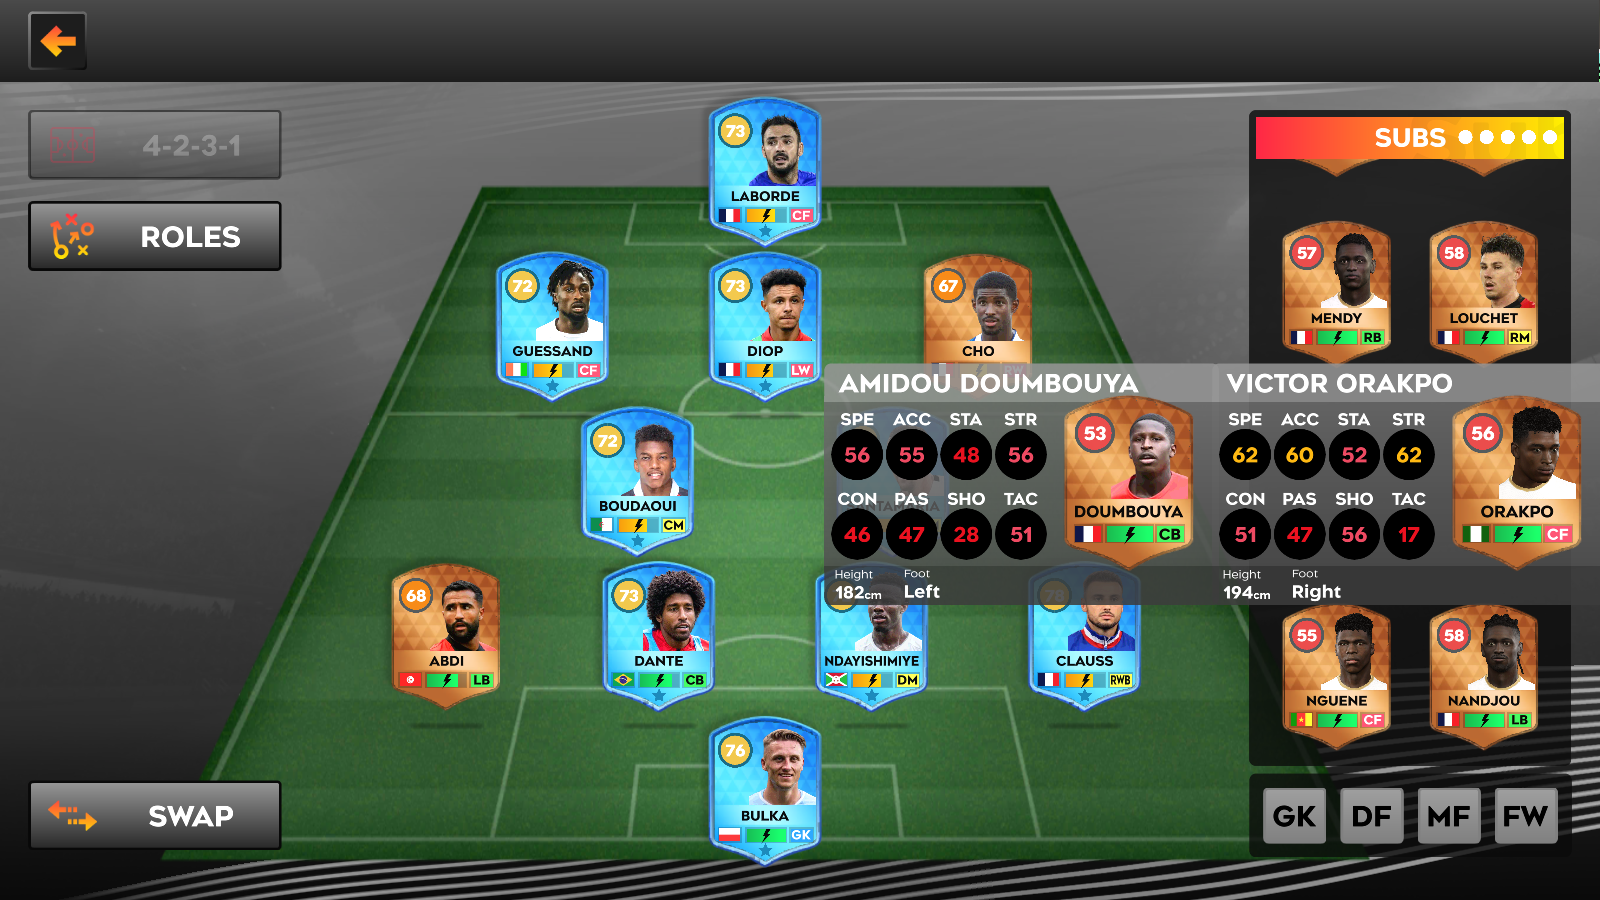 4-2-3-1
ROLES
SUBS
73
LABORDE
CF
72
GUESSAND
CF
73
DIOP
LW
67
CHO
57
MENDY
RB
58
LOUCHET
RM
72
BOUDAOUI
CM
AMIDOU DOUMBOUYA
SPE ACC STA STR
56 55 48 56
CON PAS SHO TAC
46 47 28 51
Height Foot
182cm Left
53
DOUMBOUYA
CB
VICTOR ORAKPO
SPE ACC STA STR
62 60 52 62
CON PAS SHO TAC
51 47 56 17
Height Foot
194cm Right
56
ORAKPO
CF
68
ABDI
LB
73
DANTE
CB
NDAYISHIMIYE
DM
73
CLAUSS
RWB
55
NGUENE
CF
58
NANDJOU
LB
76
BULKA
GK
SWAP
GK DF MF FW